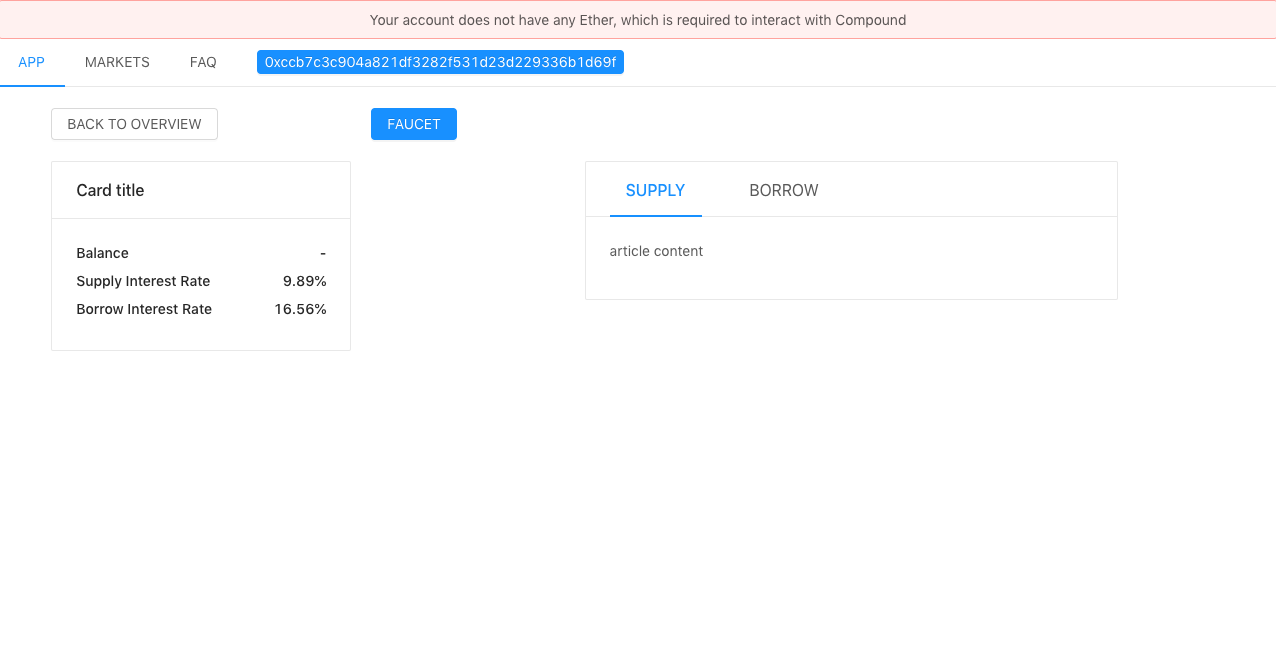 Your account does not have any Ether, which is required to interact with Compound
APP MARKETS FAQ 0xccb7c3c904a821df3282f531d23d229336b1d69f
BACK TO OVERVIEW FAUCET
Card title
Balance -
Supply Interest Rate 9.89%
Borrow Interest Rate 16.56%
SUPPLY BORROW
article content